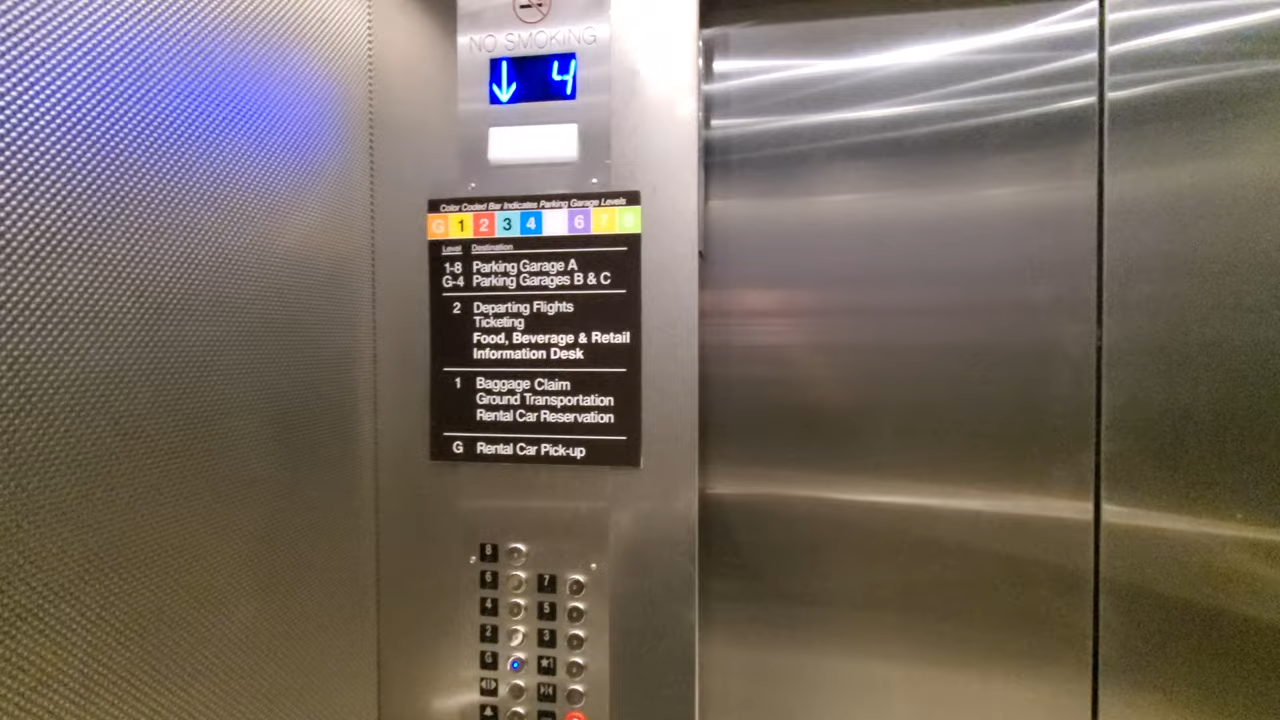 NO SMOKING
↓ 4
Color Coded Bar Indicates Parking Garage Levels
G 1 2 3 4 6 7 8
Level Destination
1-8 Parking Garage A
G-4 Parking Garages B & C
2 Departing Flights
Ticketing
Food, Beverage & Retail
Information Desk
1 Baggage Claim
Ground Transportation
Rental Car Reservation
G Rental Car Pick-up
8
6 7
4 5
2 3
G ★1